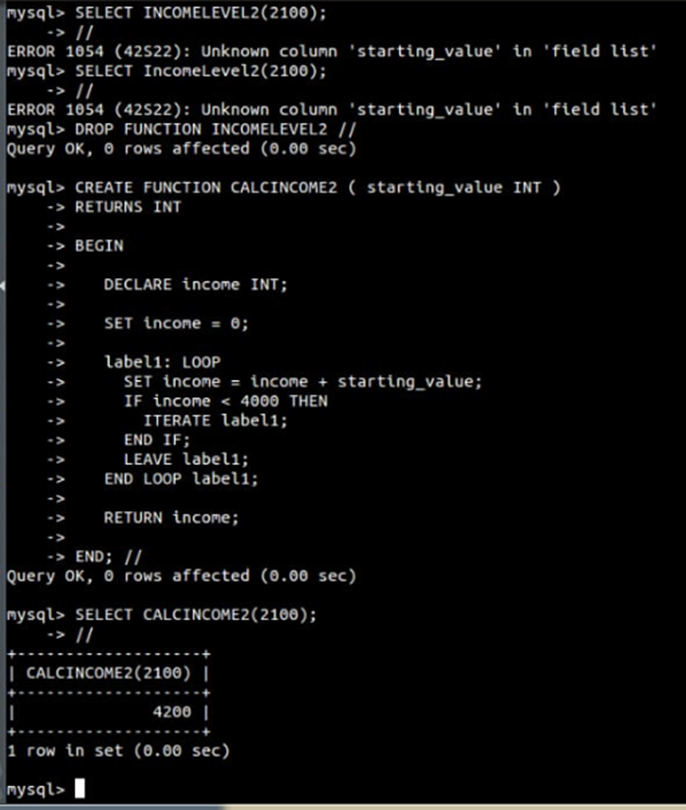 mysql> SELECT INCOMELEVEL2(2100);
    -> //
ERROR 1054 (42S22): Unknown column 'starting_value' in 'field list'
mysql> SELECT IncomeLevel2(2100);
    -> //
ERROR 1054 (42S22): Unknown column 'starting_value' in 'field list'
mysql> DROP FUNCTION INCOMELEVEL2 //
Query OK, 0 rows affected (0.00 sec)
mysql> CREATE FUNCTION CALCINCOME2 ( starting_value INT )
    -> RETURNS INT
    ->
    -> BEGIN
    ->
    ->    DECLARE income INT;
    ->
    ->    SET income = 0;
    ->
    ->    label1: LOOP
    ->      SET income = income + starting_value;
    ->      IF income < 4000 THEN
    ->        ITERATE label1;
    ->      END IF;
    ->      LEAVE label1;
    ->    END LOOP label1;
    ->
    ->    RETURN income;
    ->
    -> END; //
Query OK, 0 rows affected (0.00 sec)
mysql> SELECT CALCINCOME2(2100);
    -> //
+-------------------+
| CALCINCOME2(2100) |
+-------------------+
|              4200 |
+-------------------+
1 row in set (0.00 sec)
mysql>